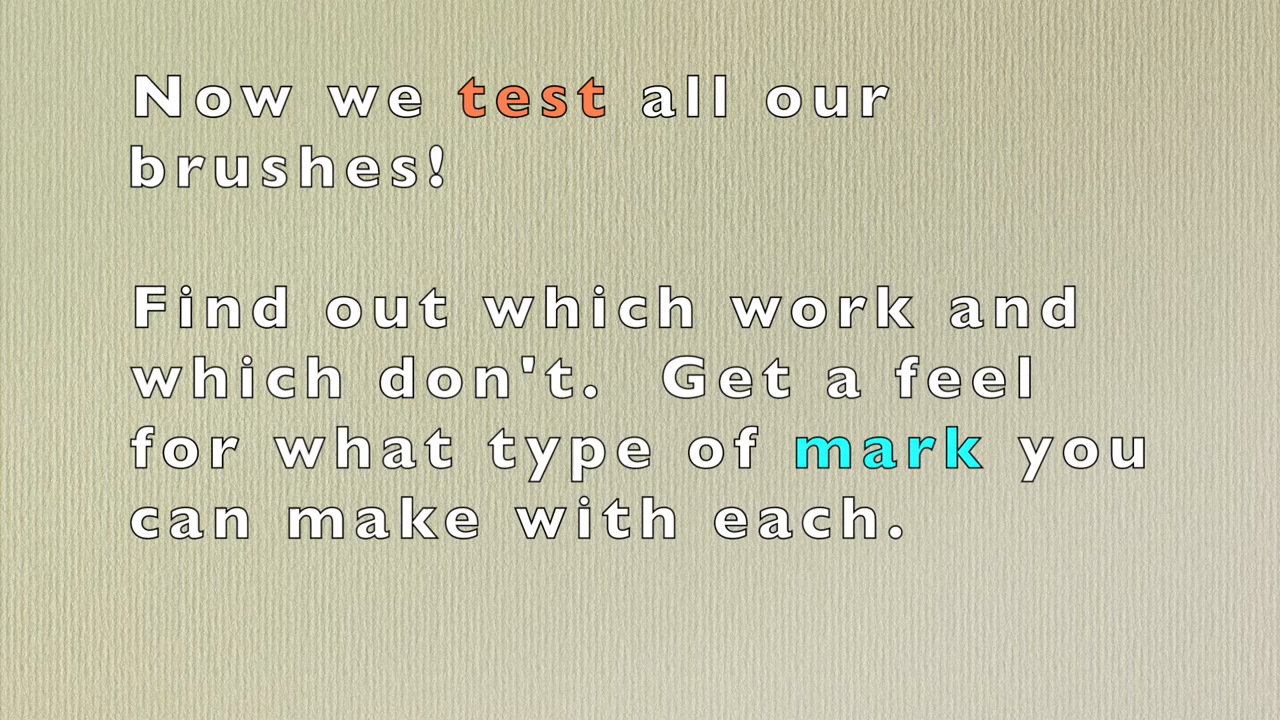 Now we test all our
brushes!
Find out which work and
which don't.  Get a feel
for what type of mark you
can make with each.